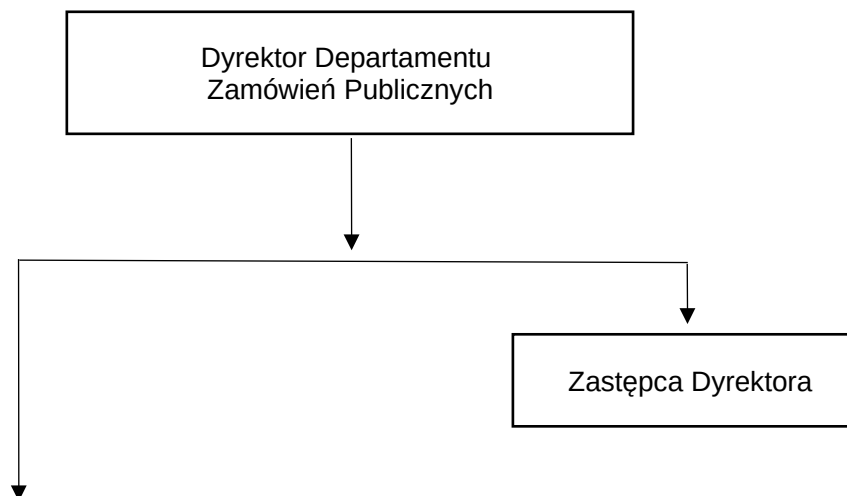 Dyrektor Departamentu
Zamówień Publicznych
Zastępca Dyrektora